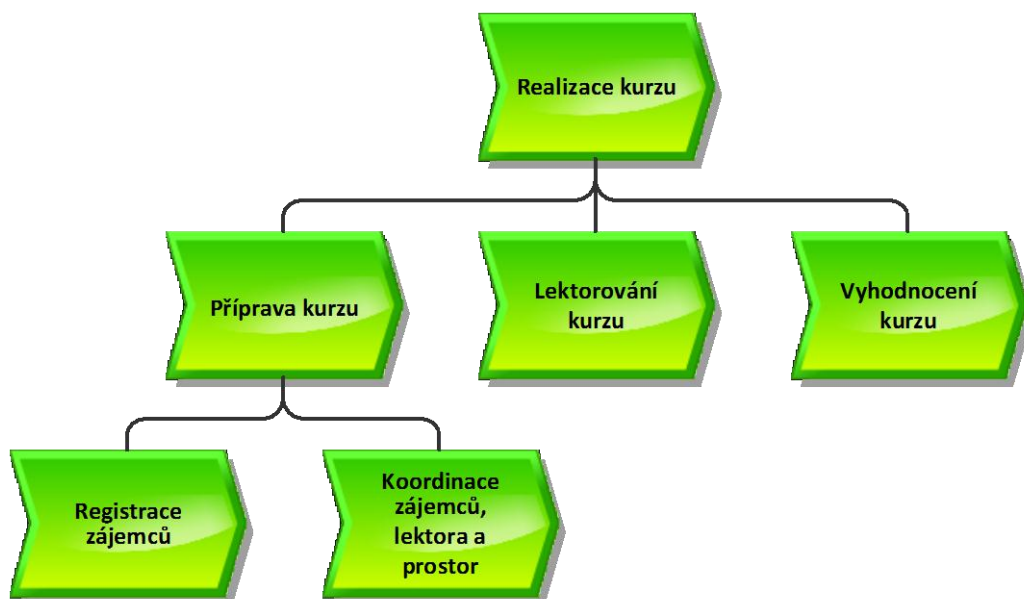 Realizace kurzu
Příprava kurzu
Lektorování
kurzu
Vyhodnocení
kurzu
Registrace
zájemců
Koordinace
zájemců,
lektora a
prostor